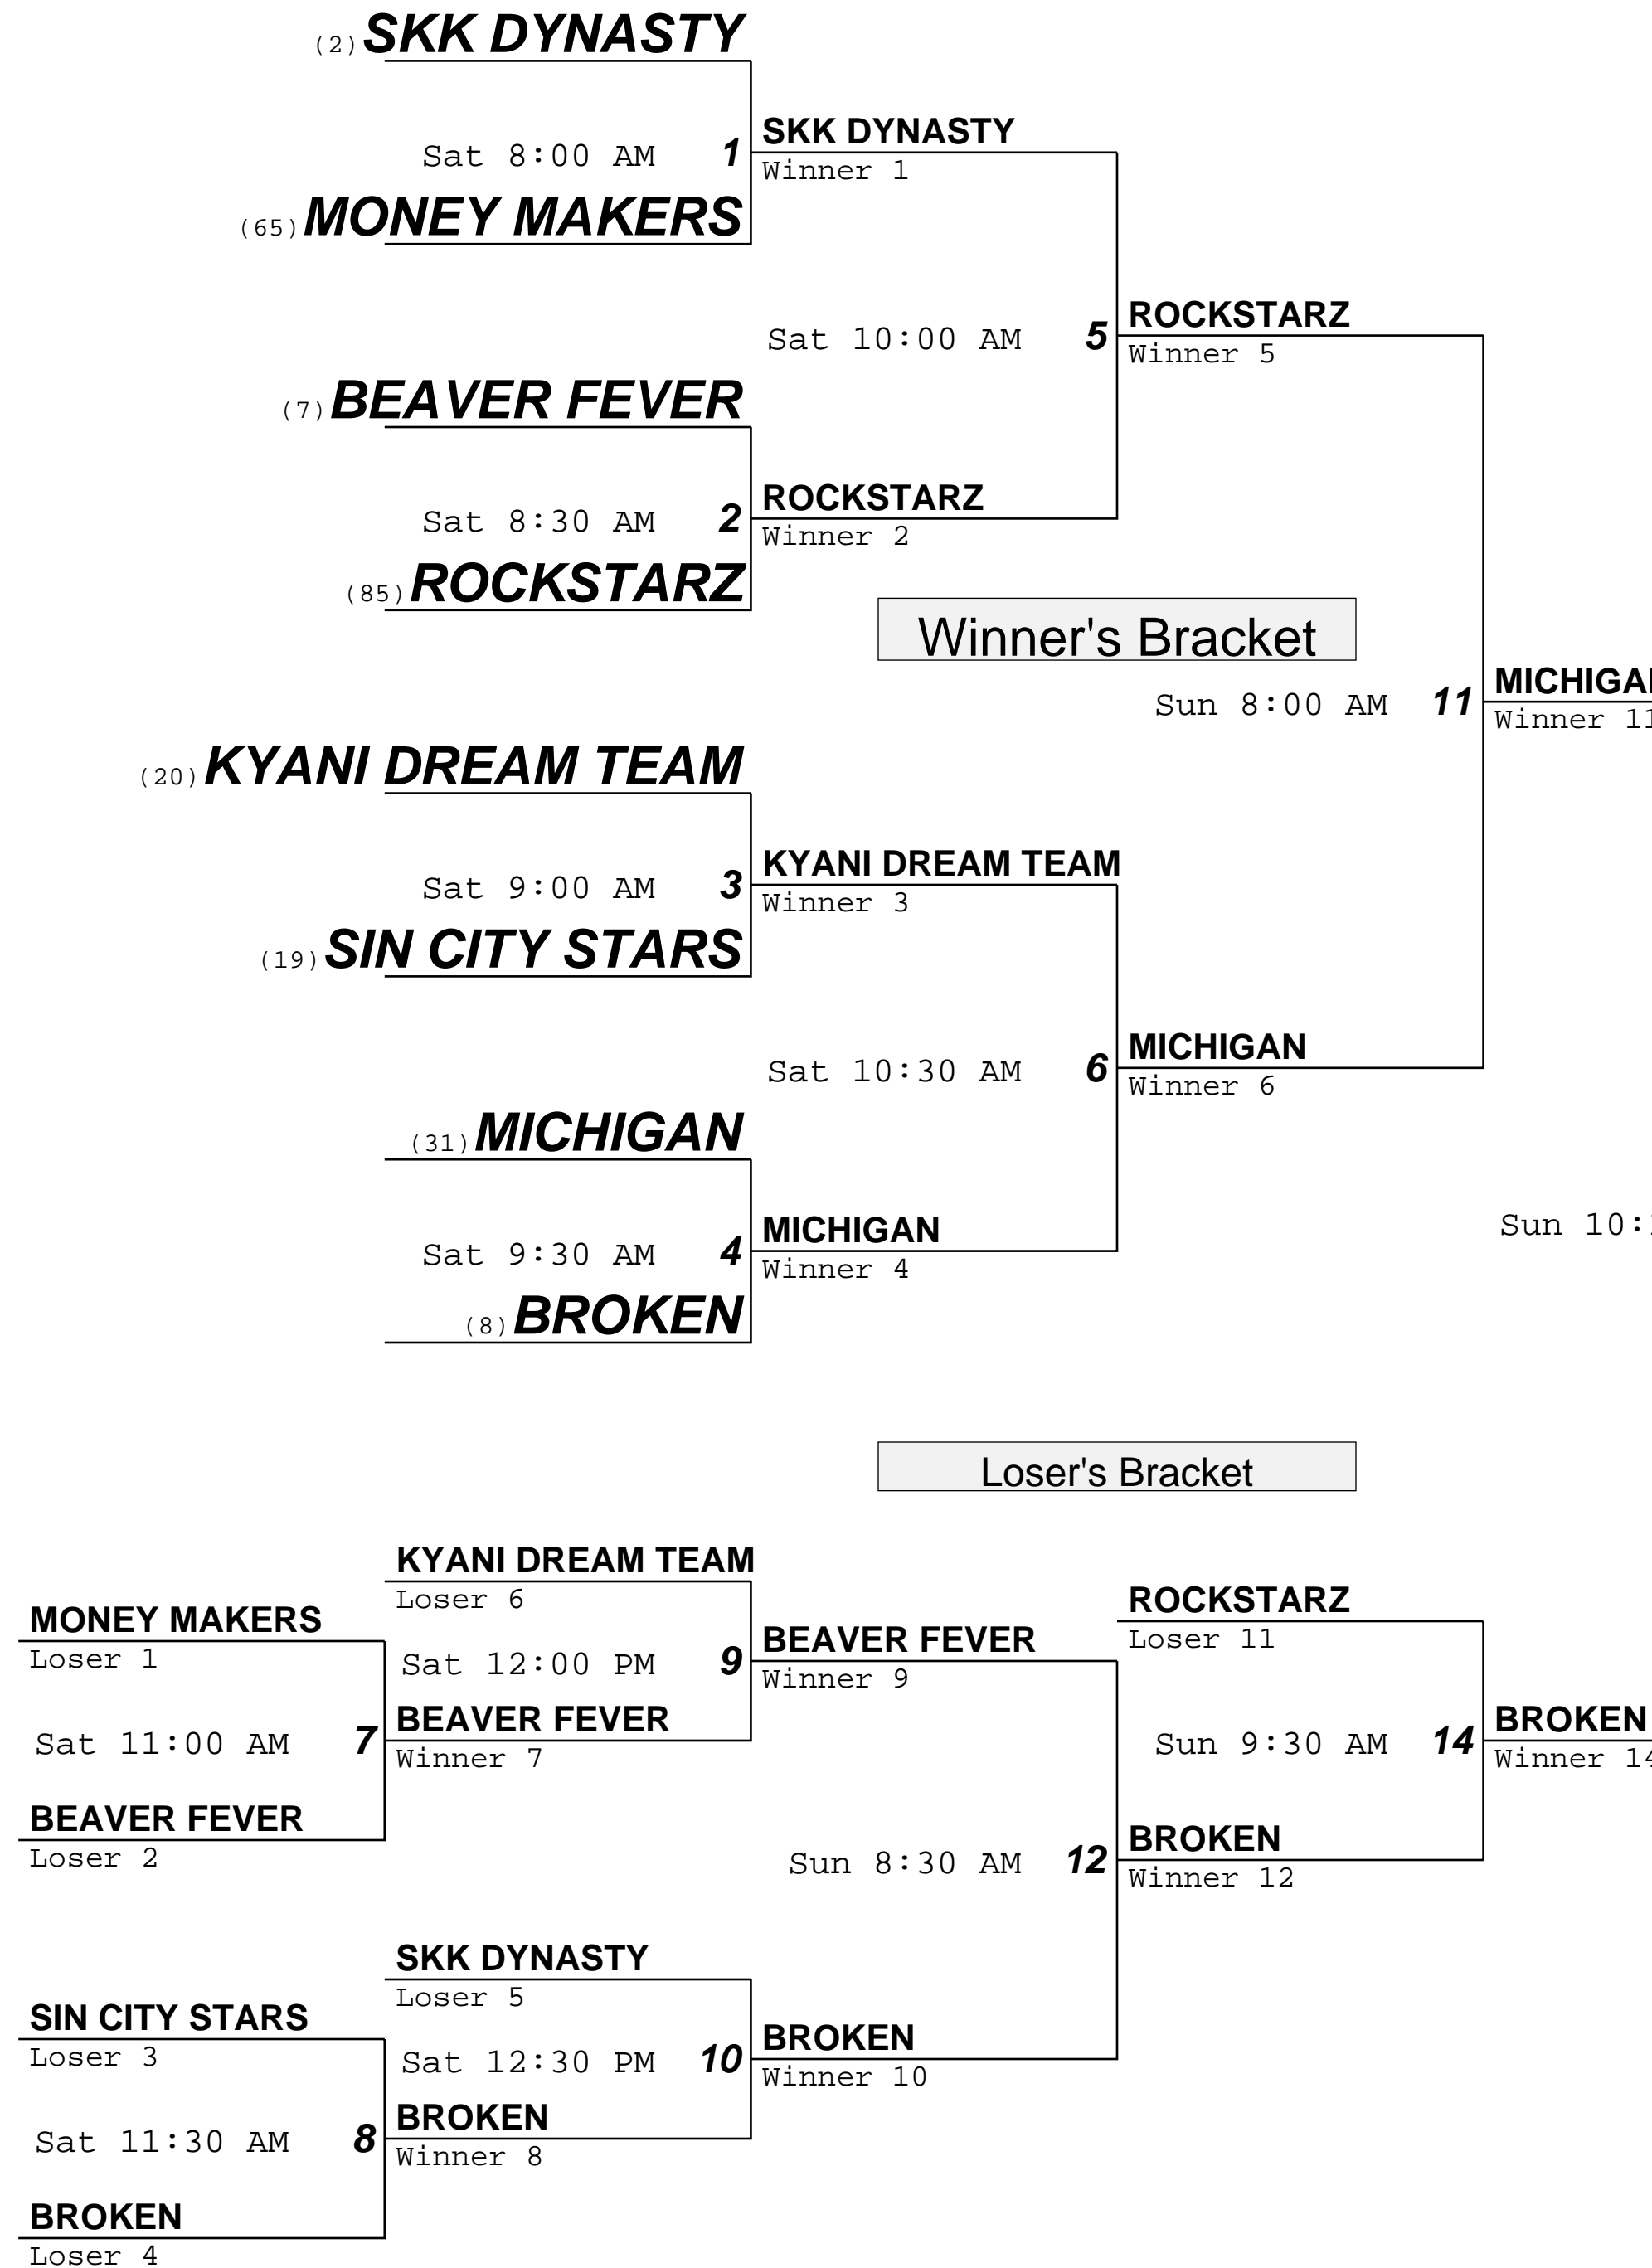 (2) SKK DYNASTY
SKK DYNASTY
Sat 8:00 AM 1
Winner 1
(65) MONEY MAKERS
ROCKSTARZ
Sat 10:00 AM 5
Winner 5
(7) BEAVER FEVER
ROCKSTARZ
Sat 8:30 AM 2
Winner 2
(85) ROCKSTARZ
Winner's Bracket
MICHIGA
Sun 8:00 AM 11
Winner 11
(20) KYANI DREAM TEAM
KYANI DREAM TEAM
Sat 9:00 AM 3
Winner 3
(19) SIN CITY STARS
MICHIGAN
Sat 10:30 AM 6
Winner 6
(31) MICHIGAN
MICHIGAN
Sun 10:
Sat 9:30 AM 4
Winner 4
(8) BROKEN
Loser's Bracket
KYANI DREAM TEAM
Loser 6
ROCKSTARZ
MONEY MAKERS
Loser 11
BEAVER FEVER
Loser 1
Sat 12:00 PM 9
Winner 9
BEAVER FEVER
BROKEN
Sat 11:00 AM 7
Winner 7
Sun 9:30 AM 14
Winner 14
BEAVER FEVER
Loser 2
BROKEN
Sun 8:30 AM 12
Winner 12
SKK DYNASTY
Loser 5
SIN CITY STARS
BROKEN
Loser 3
Sat 12:30 PM 10
Winner 10
BROKEN
Sat 11:30 AM 8
Winner 8
BROKEN
Loser 4